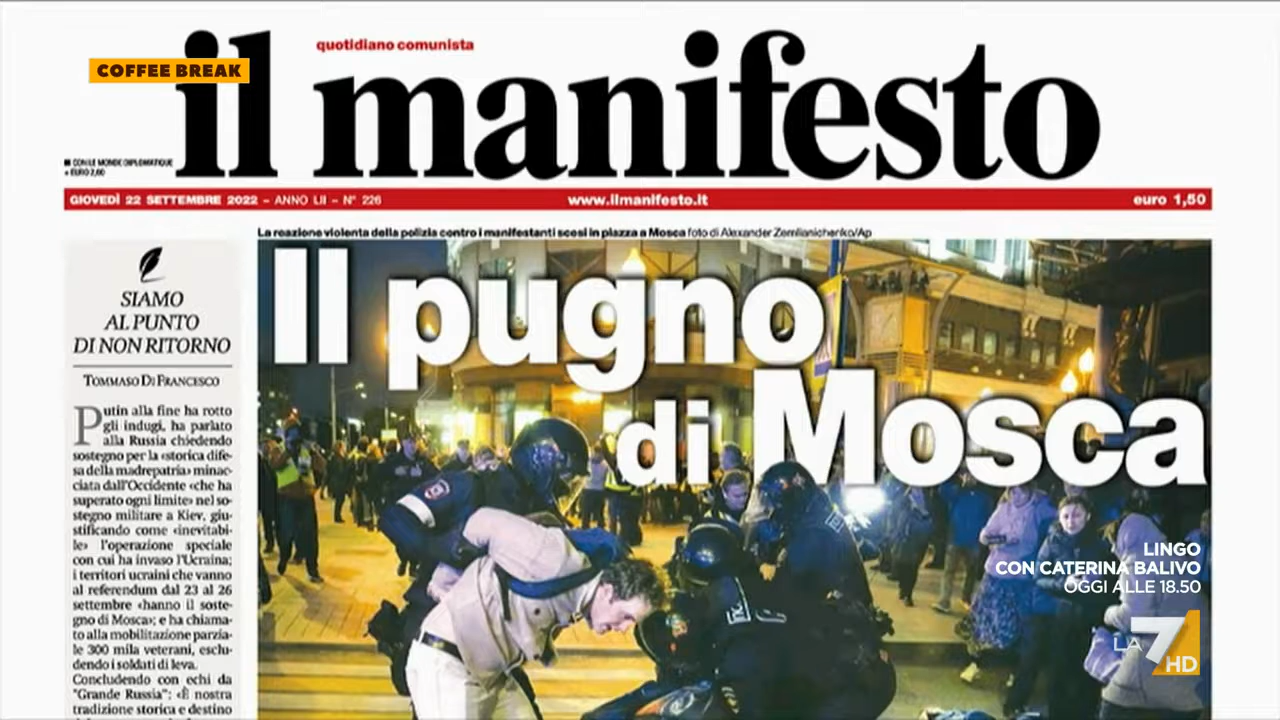 quotidiano comunista
COFFEE BREAK
il manifesto
CON LE MONDE DIPLOMATIQUE
+ EURO 2,00
GIOVEDÌ 22 SETTEMBRE 2022 – ANNO LII – N° 226
www.ilmanifesto.it
euro 1,50
La reazione violenta della polizia contro i manifestanti scesi in piazza a Mosca foto di Alexander Zemlianichenko/Ap
Il pugno
di Mosca
SIAMO
AL PUNTO
DI NON RITORNO
TOMMASO DI FRANCESCO
Putin alla fine ha rotto
gli indugi, ha parlato
alla Russia chiedendo
sostegno per la «storica dife-
sa della madrepatria» minac-
ciata dall'Occidente «che ha
superato ogni limite» nel so-
stegno militare a Kiev, giu-
stificando come «inevitabi-
le» l'operazione speciale
con cui ha invaso l'Ucraina;
i territori ucraini che vanno
al referendum dal 23 al 26
settembre «hanno il soste-
gno di Mosca»; e ha chiama-
to alla mobilitazione parzia-
le 300 mila veterani, esclu-
dendo i soldati di leva.
Concludendo con echi da
"Grande Russia": «È nostra
tradizione storica e destino
LINGO
CON CATERINA BALIVO
OGGI ALLE 18.50
LA 7 HD